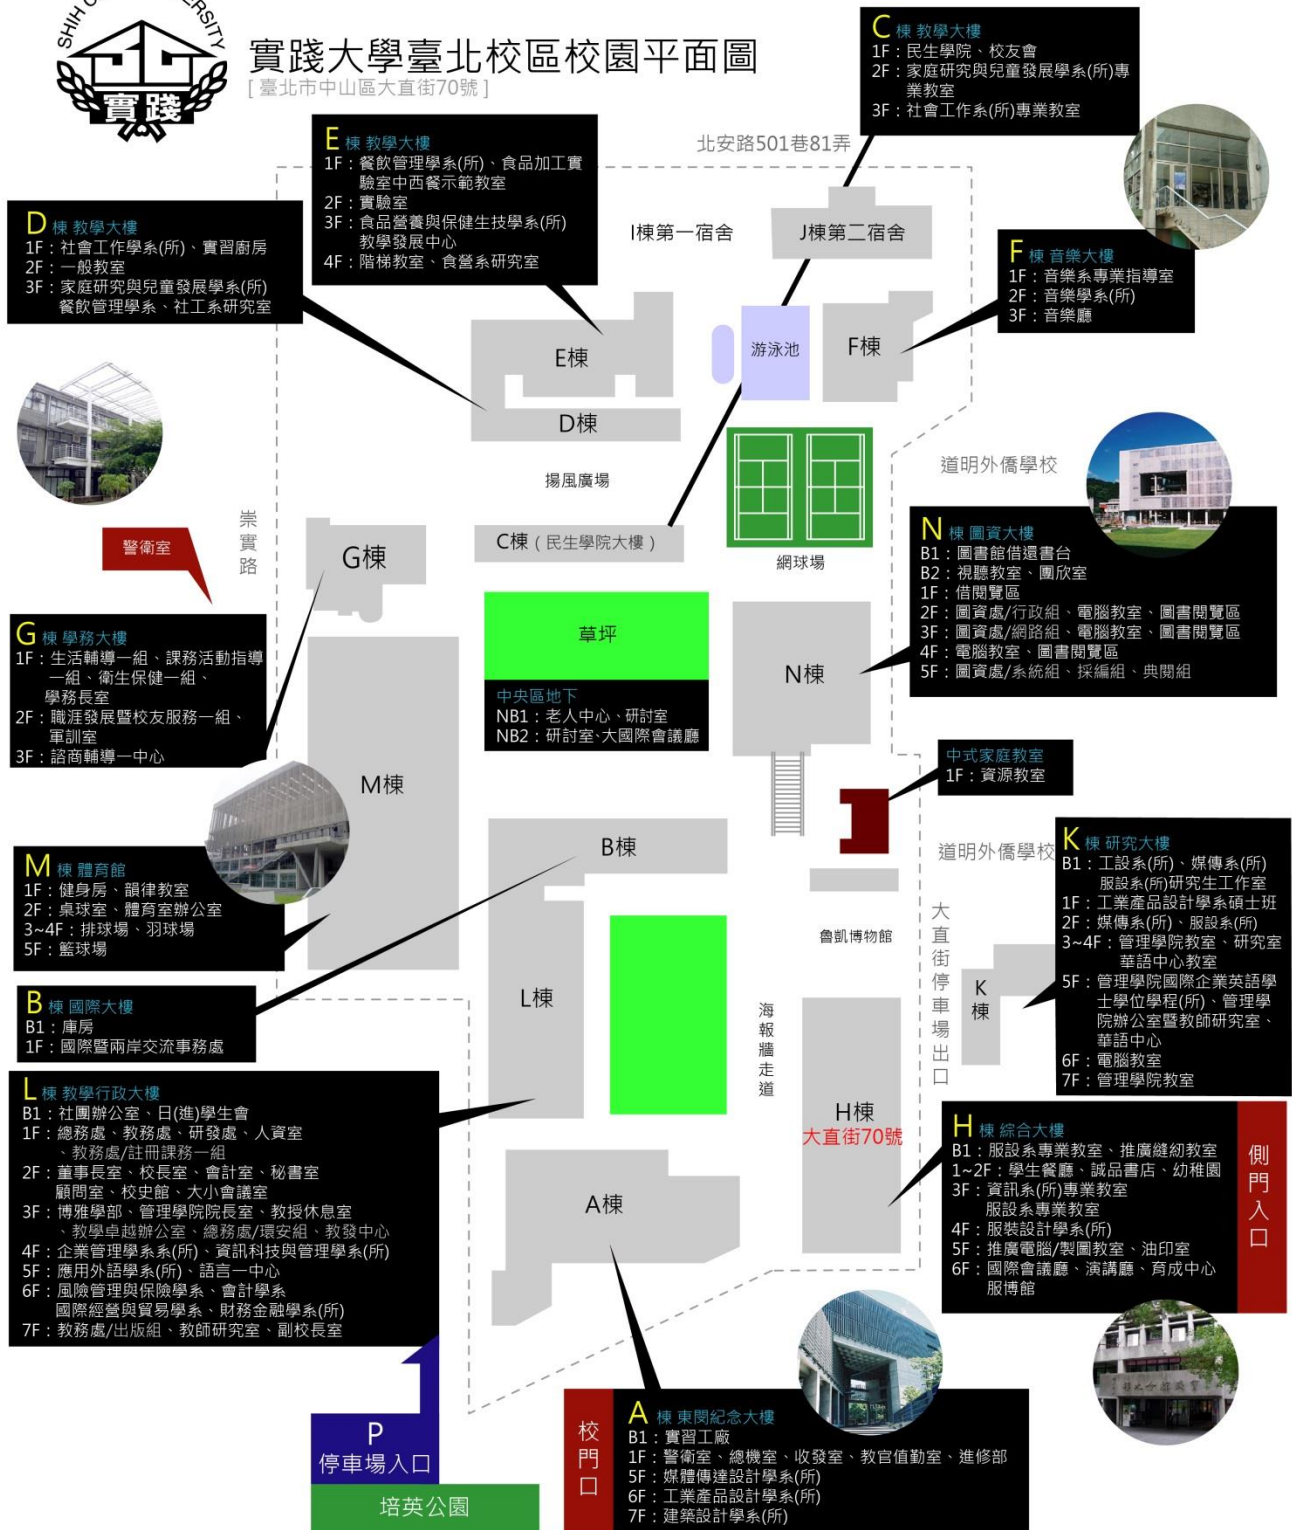 SHIH C UNIVERSITY
實踐
實踐大學臺北校區校園平面圖
[ 臺北市中山區大直街70號 ]
C 棟 教學大樓
1F：民生學院、校友會
2F：家庭研究與兒童發展學系(所)專
業教室
3F：社會工作系(所)專業教室
北安路501巷81弄
E 棟 教學大樓
1F：餐飲管理學系(所)、食品加工實
驗室中西餐示範教室
2F：實驗室
3F：食品營養與保健生技學系(所)
教學發展中心
4F：階梯教室、食營系研究室
D 棟 教學大樓
1F：社會工作學系(所)、實習廚房
2F：一般教室
3F：家庭研究與兒童發展學系(所)
餐飲管理學系、社工系研究室
I棟第一宿舍
J棟第二宿舍
F 棟 音樂大樓
1F：音樂系專業指導室
2F：音樂學系(所)
3F：音樂廳
E棟
游泳池
F棟
D棟
揚風廣場
道明外僑學校
崇實路
警衛室
G棟
C棟（民生學院大樓）
網球場
N 棟 圖資大樓
B1：圖書館借還書台
B2：視聽教室、團欣室
1F：借閱覽區
2F：圖資處/行政組、電腦教室、圖書閱覽區
3F：圖資處/網路組、電腦教室、圖書閱覽區
4F：電腦教室、圖書閱覽區
5F：圖資處/系統組、採編組、典閱組
G 棟 學務大樓
1F：生活輔導一組、課務活動指導
一組、衛生保健一組、
學務長室
2F：職涯發展暨校友服務一組、
軍訓室
3F：諮商輔導一中心
草坪
中央區地下
NB1：老人中心、研討室
NB2：研討室、大國際會議廳
N棟
中式家庭教室
1F：資源教室
M棟
M 棟 體育館
1F：健身房、韻律教室
2F：桌球室、體育室辦公室
3~4F：排球場、羽球場
5F：籃球場
B棟
道明外僑學校
K 棟 研究大樓
B1：工設系(所)、媒傳系(所)
服設系(所)研究生工作室
1F：工業產品設計學系碩士班
2F：媒傳系(所)、服設系(所)
3~4F：管理學院教室、研究室
華語中心教室
5F：管理學院國際企業英語學
士學位學程(所)、管理學
院辦公室暨教師研究室、
華語中心
6F：電腦教室
7F：管理學院教室
魯凱博物館
大直街停車場出口
K棟
B 棟 國際大樓
B1：庫房
1F：國際暨兩岸交流事務處
L棟
海報牆走道
L 棟 教學行政大樓
B1：社團辦公室、日(進)學生會
1F：總務處、教務處、研發處、人資室
、教務處/註冊課務一組
2F：董事長室、校長室、會計室、秘書室
顧問室、校史館、大小會議室
3F：博雅學部、管理學院院長室、教授休息室
、教學卓越辦公室、總務處/環安組、教發中心
4F：企業管理學系系(所)、資訊科技與管理學系(所)
5F：應用外語學系(所)、語言一中心
6F：風險管理與保險學系、會計學系
國際經營與貿易學系、財務金融學系(所)
7F：教務處/出版組、教師研究室、副校長室
H棟
大直街70號
H 棟 綜合大樓
B1：服設系專業教室、推廣縫紉教室
1~2F：學生餐廳、誠品書店、幼稚園
3F：資訊系(所)專業教室
服設系專業教室
4F：服裝設計學系(所)
5F：推廣電腦/製圖教室、油印室
6F：國際會議廳、演講廳、育成中心
服博館
側門入口
A棟
P
停車場入口
培英公園
校門口
A 棟 東閔紀念大樓
B1：實習工廠
1F：警衛室、總機室、收發室、教官值勤室、進修部
5F：媒體傳達設計學系(所)
6F：工業產品設計學系(所)
7F：建築設計學系(所)